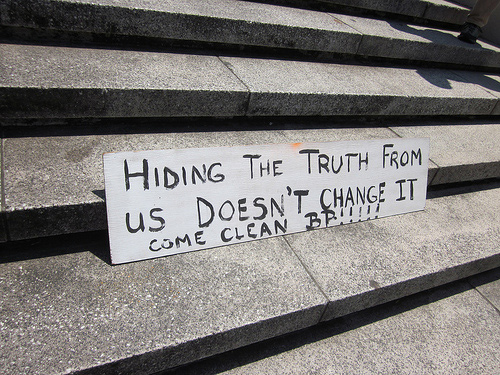 HIDING THE TRUTH FROM
US DOESN'T CHANGE IT
COME CLEAN BP!!!!!